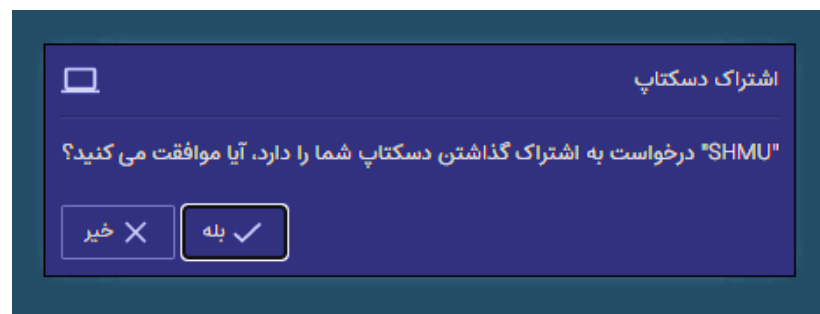 اشتراک دسکتاپ
"SHMU" درخواست به اشتراک گذاشتن دسکتاپ شما را دارد، آیا موافقت می کنید؟
بله
خیر